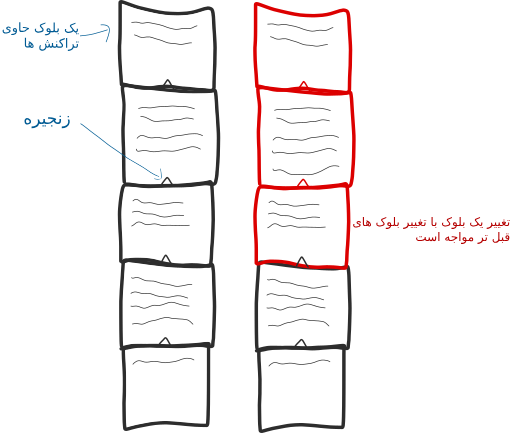 یک بلوک حاوی
تراکنش ها
زنجیره
تغییر یک بلوک با تغییر بلوک های
قبل تر مواجه است